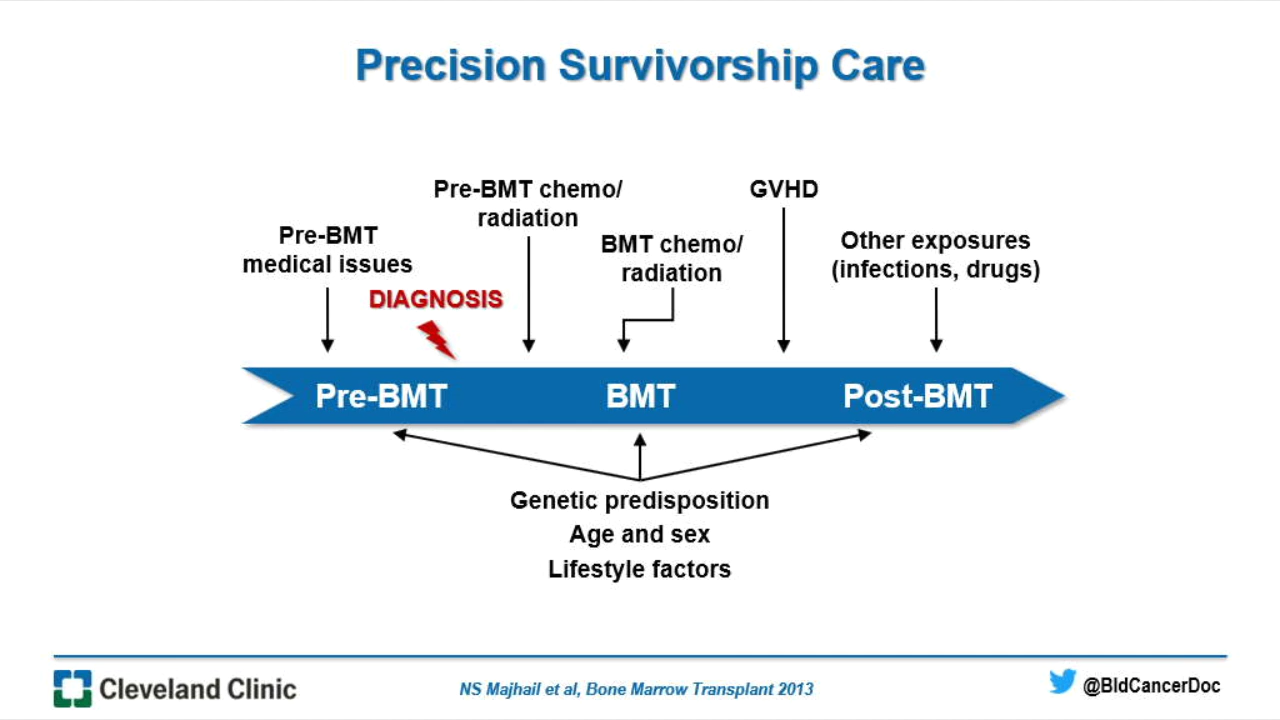 Precision Survivorship Care
Pre-BMT chemo/
radiation
GVHD
Pre-BMT
medical issues
BMT chemo/
radiation
Other exposures
(infections, drugs)
DIAGNOSIS
Pre-BMT
BMT
Post-BMT
Genetic predisposition
Age and sex
Lifestyle factors
Cleveland Clinic
NS Majhail et al, Bone Marrow Transplant 2013
@BldCancerDoc